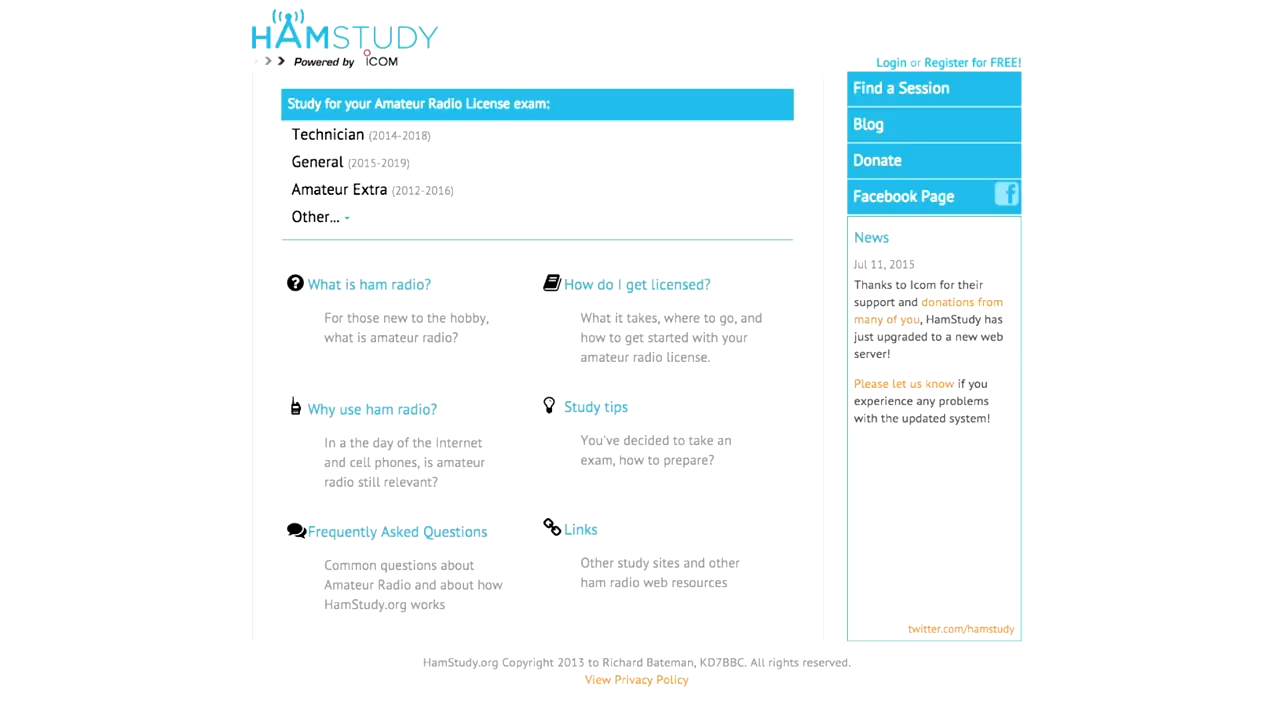 HAMSTUDY
Powered by ICOM
Login or Register for FREE!
Study for your Amateur Radio License exam:
Technician (2014-2018)
General (2015-2019)
Amateur Extra (2012-2016)
Other...
What is ham radio?
For those new to the hobby,
what is amateur radio?
How do I get licensed?
What it takes, where to go, and
how to get started with your
amateur radio license.
Why use ham radio?
In a the day of the Internet
and cell phones, is amateur
radio still relevant?
Study tips
You've decided to take an
exam, how to prepare?
Frequently Asked Questions
Common questions about
Amateur Radio and about how
HamStudy.org works
Links
Other study sites and other
ham radio web resources
Find a Session
Blog
Donate
Facebook Page
News
Jul 11, 2015
Thanks to Icom for their
support and donations from
many of you, HamStudy has
just upgraded to a new web
server!
Please let us know if you
experience any problems
with the updated system!
twitter.com/hamstudy
HamStudy.org Copyright 2013 to Richard Bateman, KD7BBC. All rights reserved.
View Privacy Policy